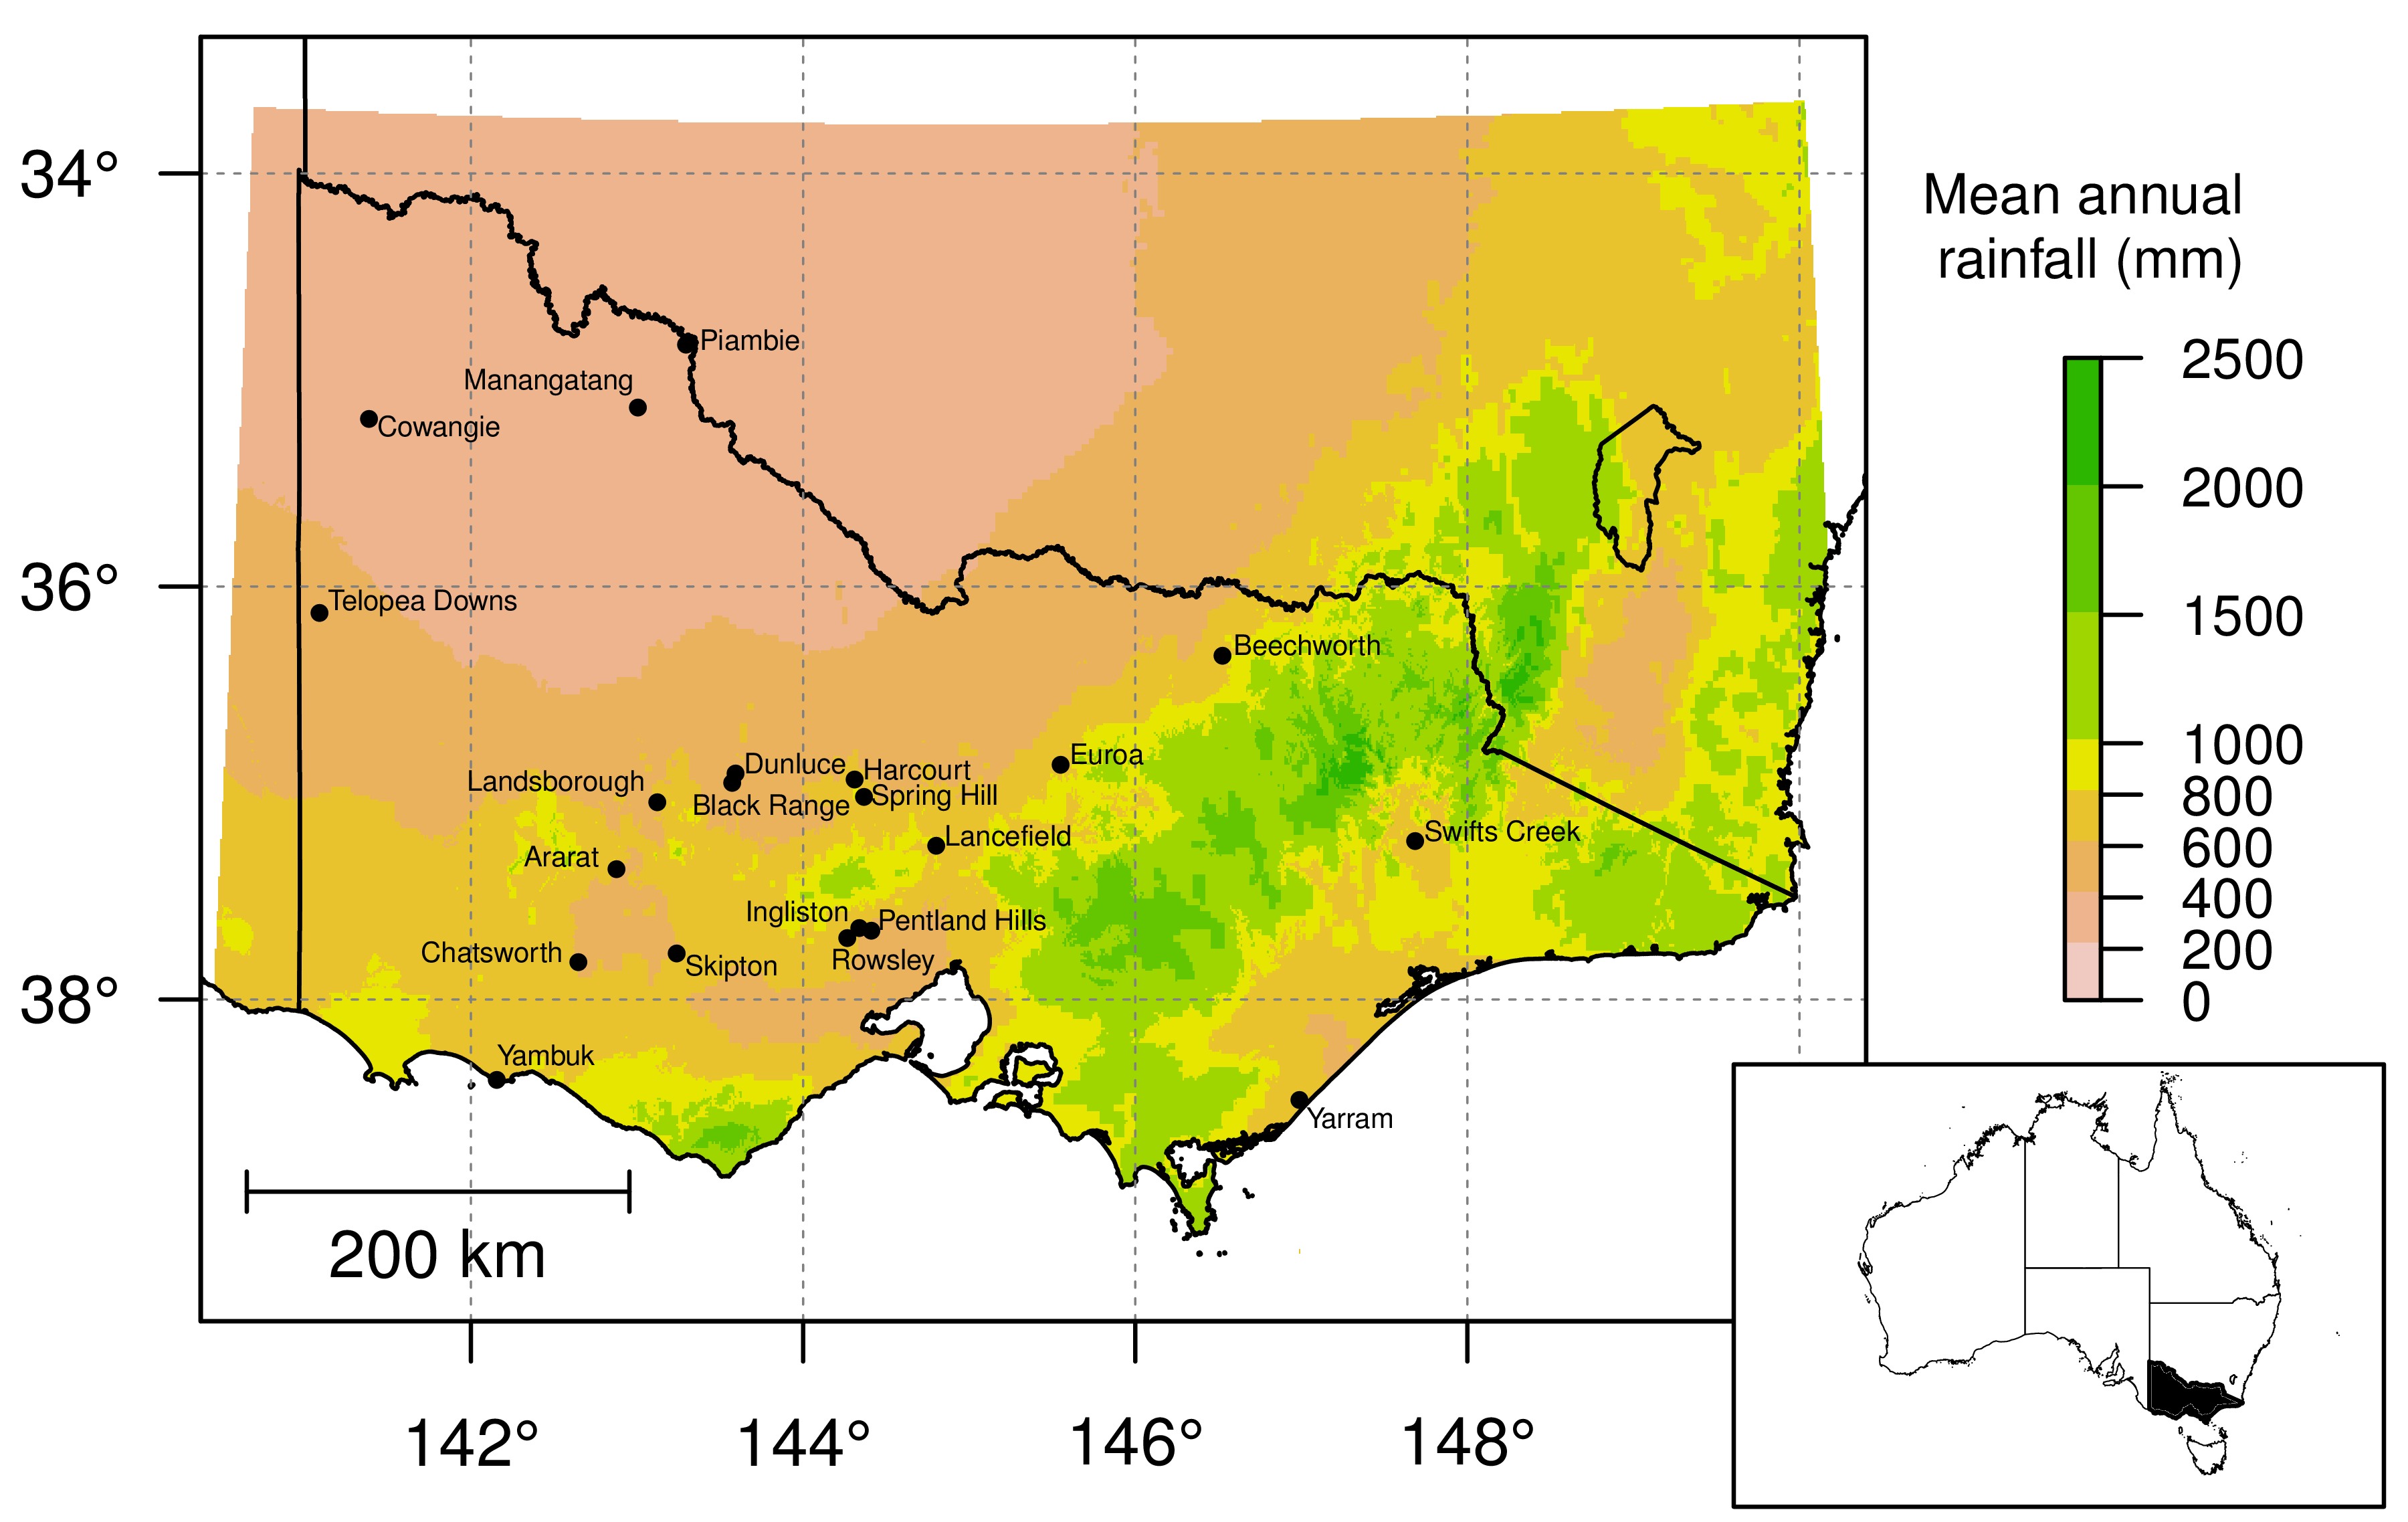 34°
36°
38°
142°
144°
146°
148°
Piambie
Manangatang
Cowangie
Telopea Downs
Beechworth
Euroa
Dunluce
Harcourt
Landsborough
Spring Hill
Black Range
Lancefield
Swifts Creek
Ararat
Ingliston
Pentland Hills
Chatsworth
Rowsley
Skipton
Yambuk
Yarram
200 km
Mean annual
rainfall (mm)
2500
2000
1500
1000
800
600
400
200
0